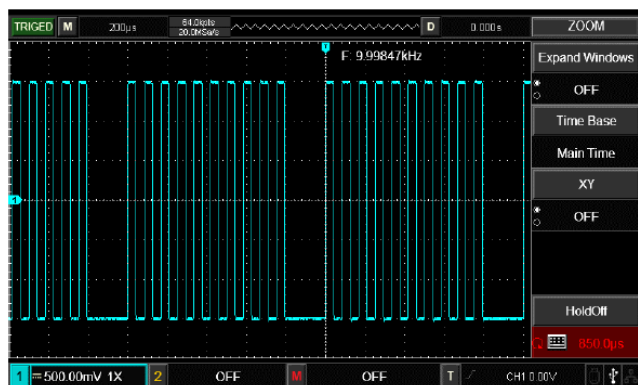 TRIGED M 200μs 64.0kpts D 0.000s ZOOM
20.0MSa/s
T
F: 9.99847kHz
Expand Windows
OFF
Time Base
Main Time
1
XY
OFF
HoldOff
850.0μs
1 500.00mV 1X 2 OFF M OFF T CH1 0.00V